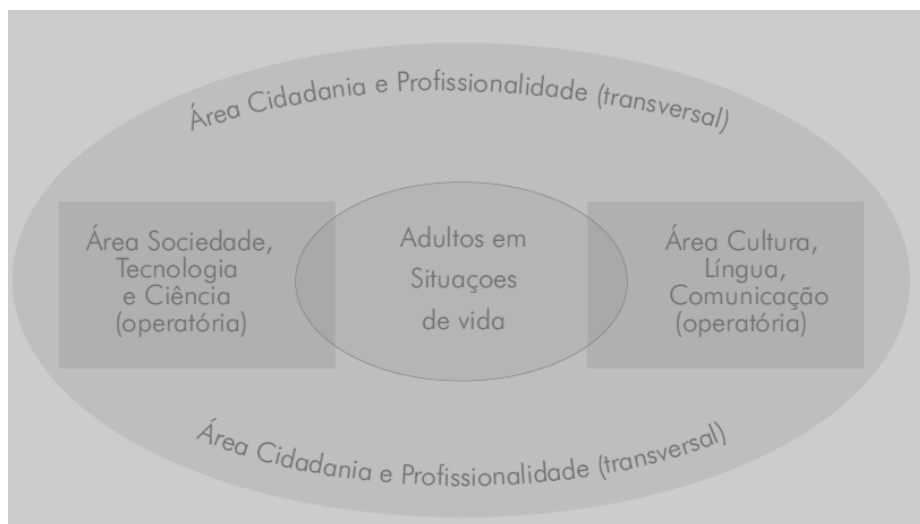 Área Cidadania e Profissionalidade (transversal)
Área Sociedade,
Tecnologia
e Ciência
(operatória)
Adultos em
Situaçoes
de vida
Área Cultura,
Língua,
Comunicação
(operatória)
Área Cidadania e Profissionalidade (transversal)